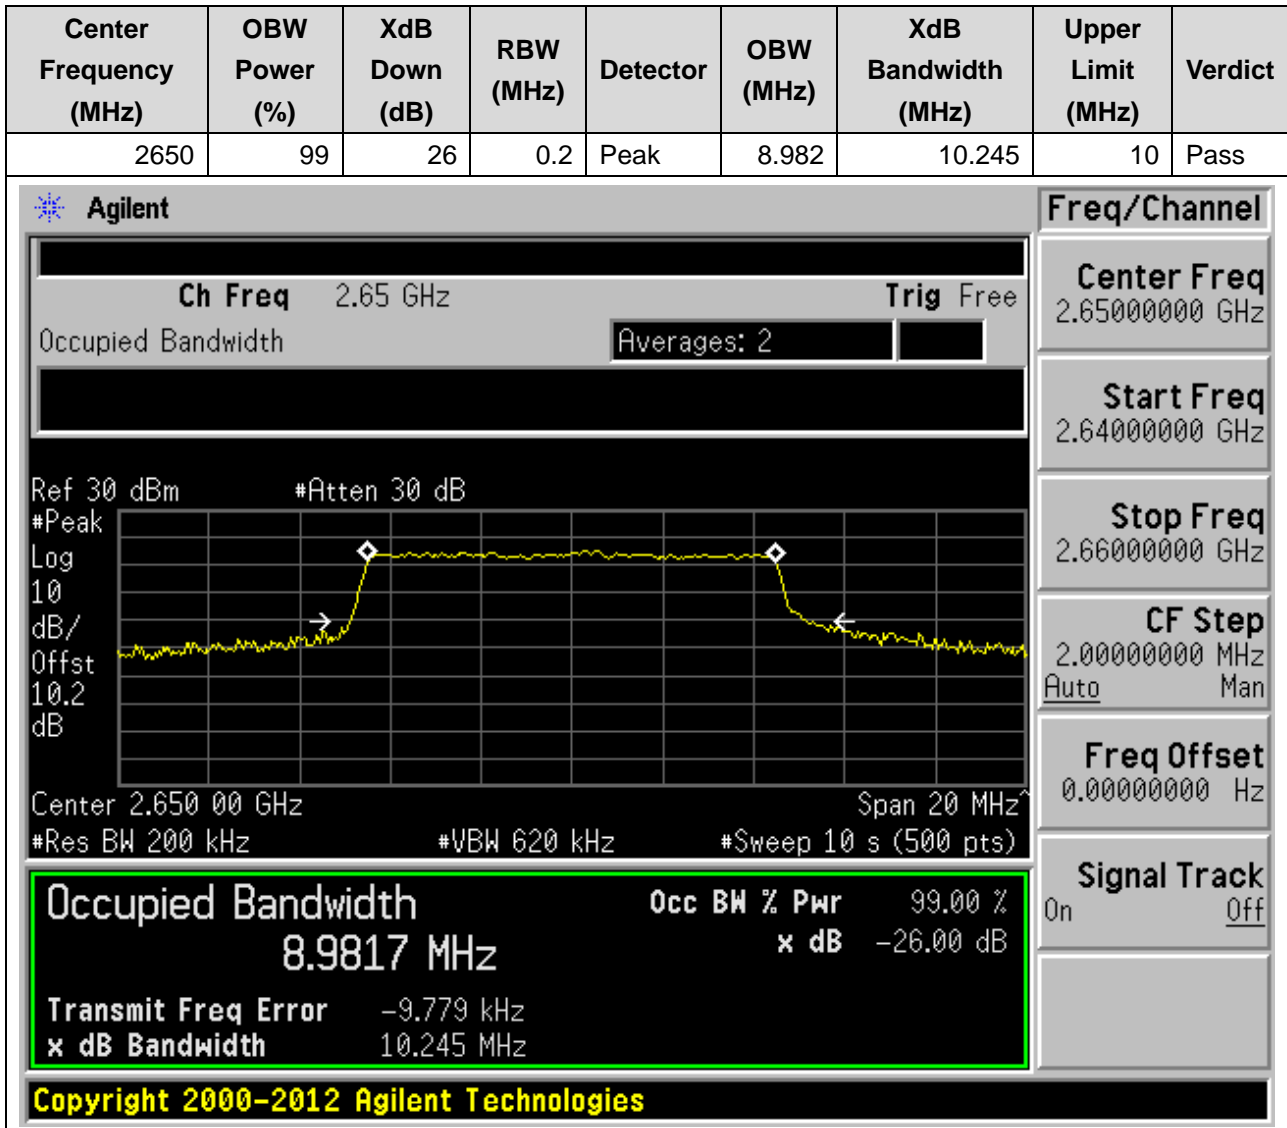 Center Frequency (MHz) OBW Power (%) XdB Down (dB) RBW (MHz) Detector OBW (MHz) XdB Bandwidth (MHz) Upper Limit (MHz) Verdict
2650 99 26 0.2 Peak 8.982 10.245 10 Pass
Agilent
Ch Freq 2.65 GHz Trig Free
Occupied Bandwidth Averages: 2
Ref 30 dBm #Atten 30 dB
#Peak
Log
10
dB/
Offst
10.2
dB
Center 2.650 00 GHz Span 20 MHz^
#Res BW 200 kHz #VBW 620 kHz #Sweep 10 s (500 pts)
Occupied Bandwidth Occ BW % Pwr 99.00 %
8.9817 MHz x dB -26.00 dB
Transmit Freq Error -9.779 kHz
x dB Bandwidth 10.245 MHz
Copyright 2000-2012 Agilent Technologies
Freq/Channel
Center Freq
2.65000000 GHz
Start Freq
2.64000000 GHz
Stop Freq
2.66000000 GHz
CF Step
2.00000000 MHz
Auto Man
Freq Offset
0.00000000 Hz
Signal Track
On Off